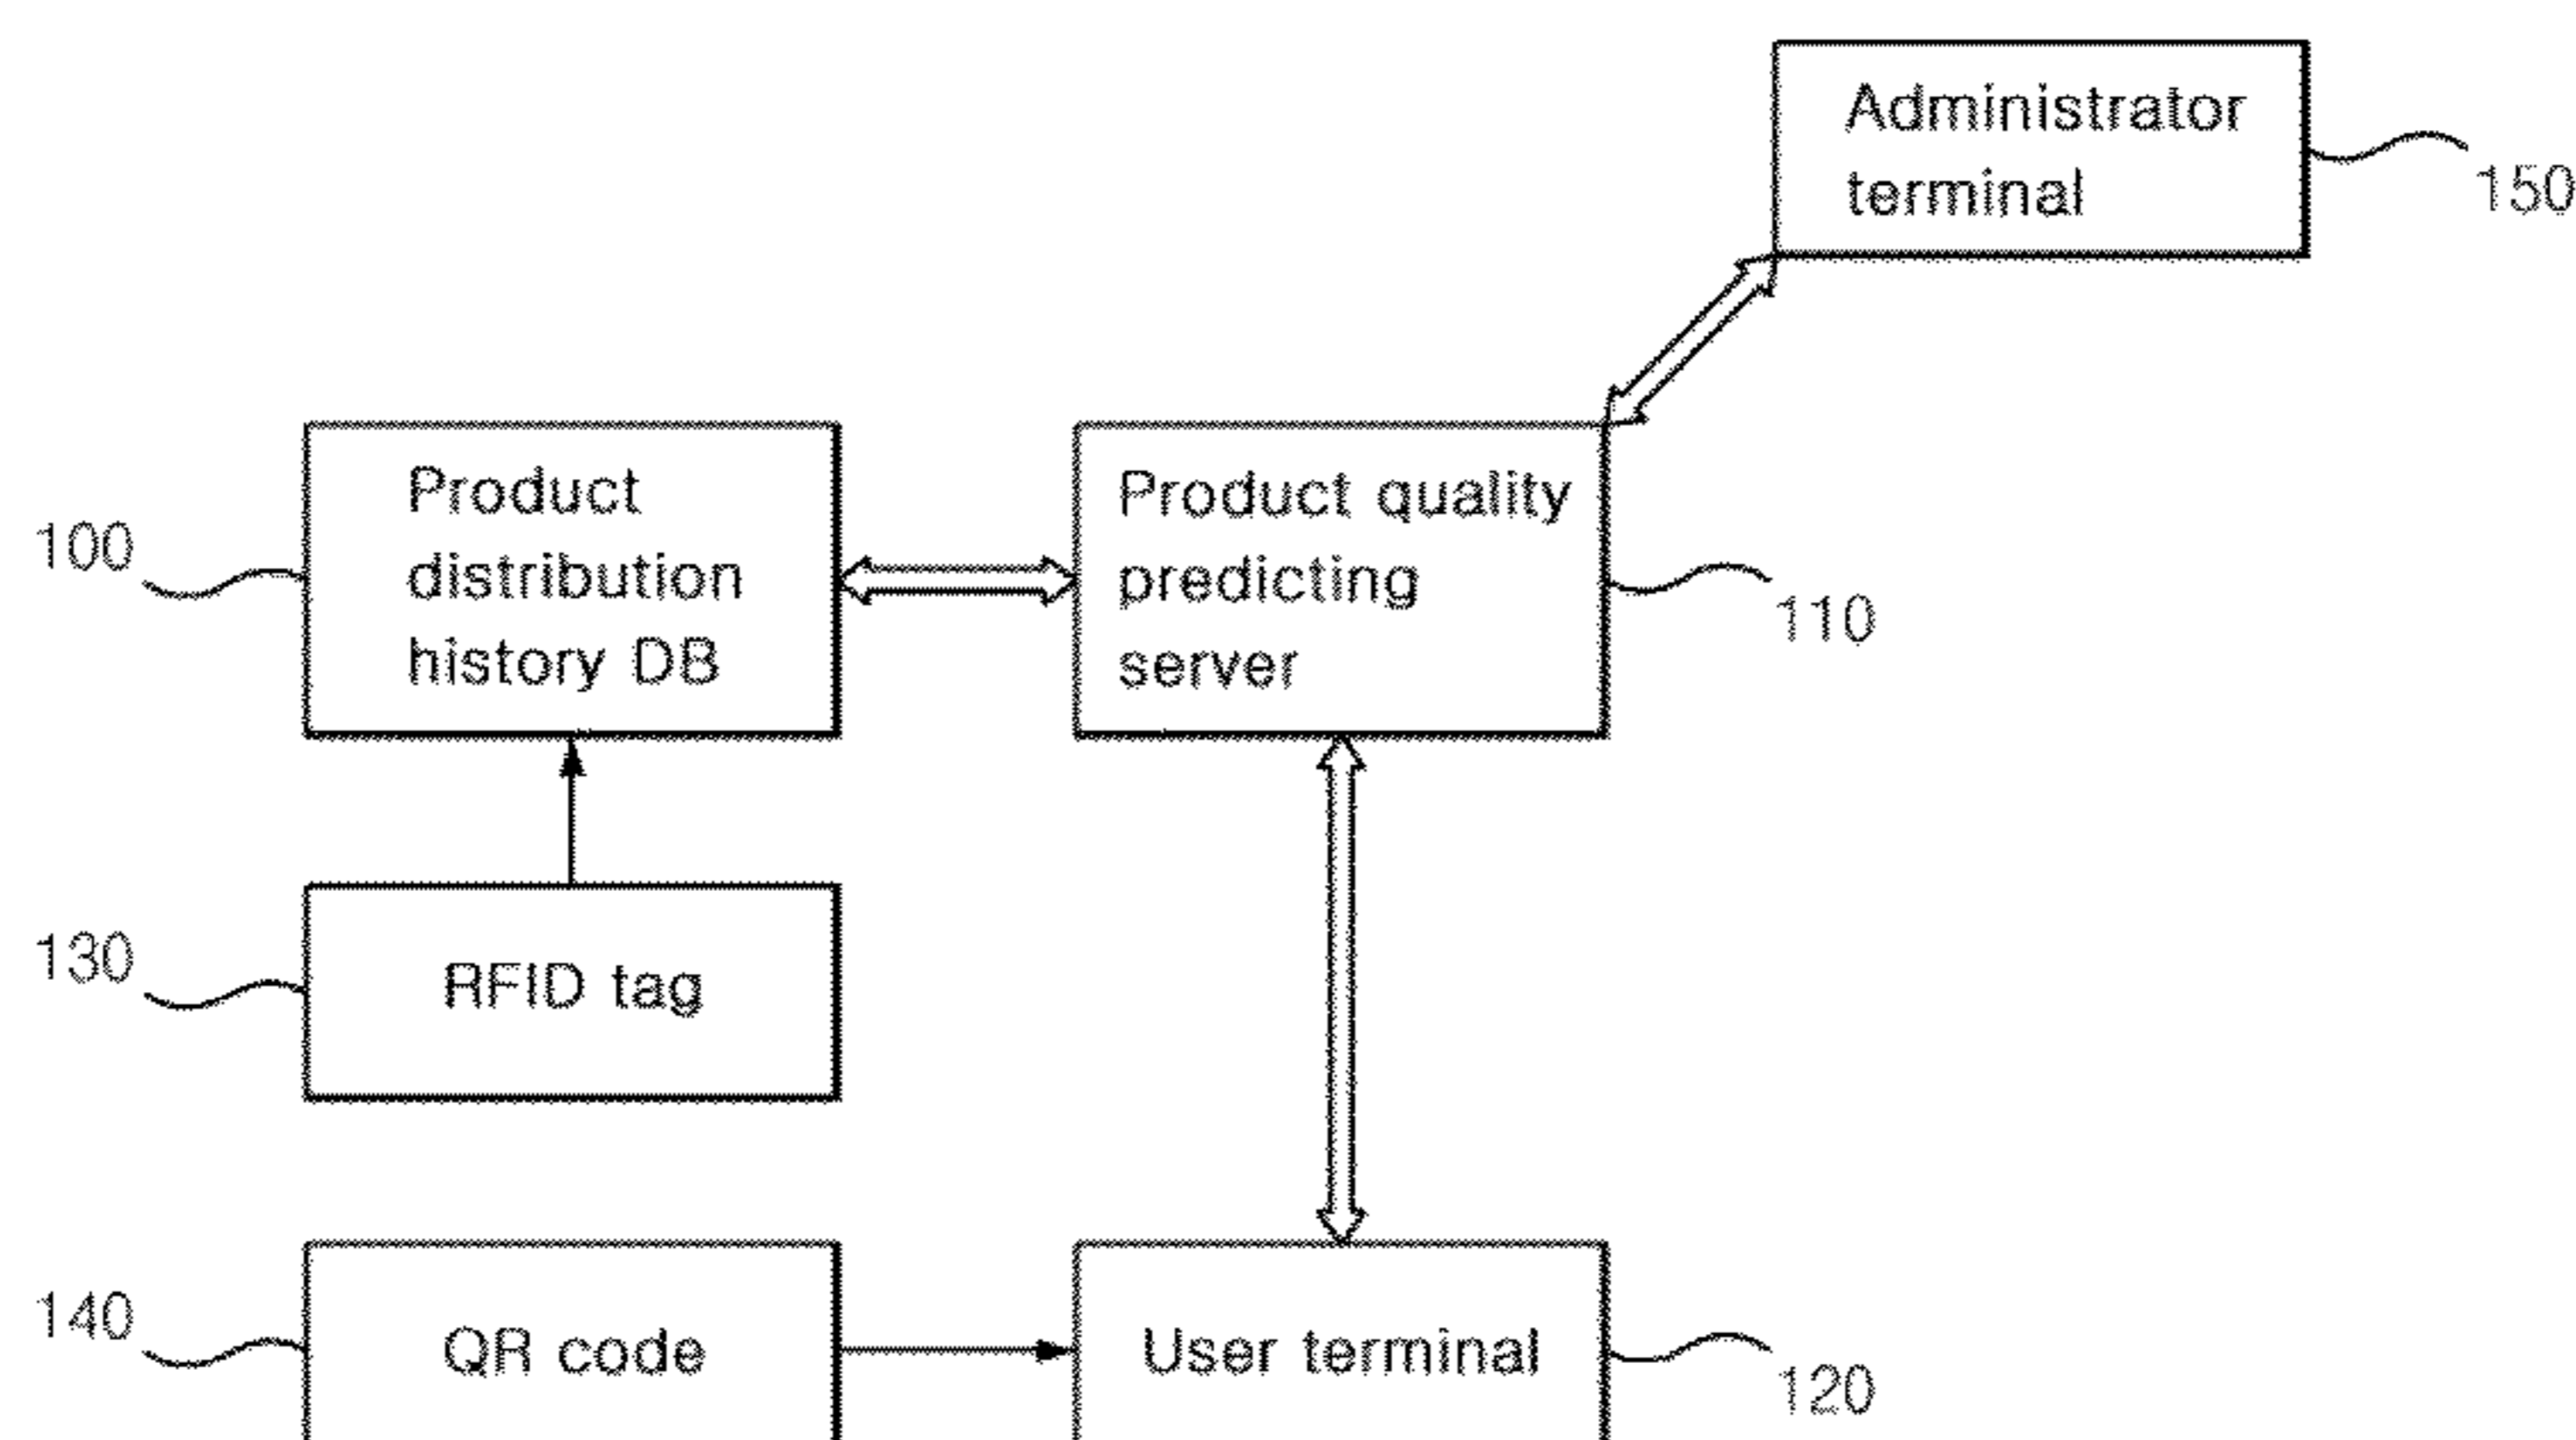 Administrator
terminal
150
Product
distribution
history DB
100
Product quality
predicting
server
110
RFID tag
130
QR code
140
User terminal
120